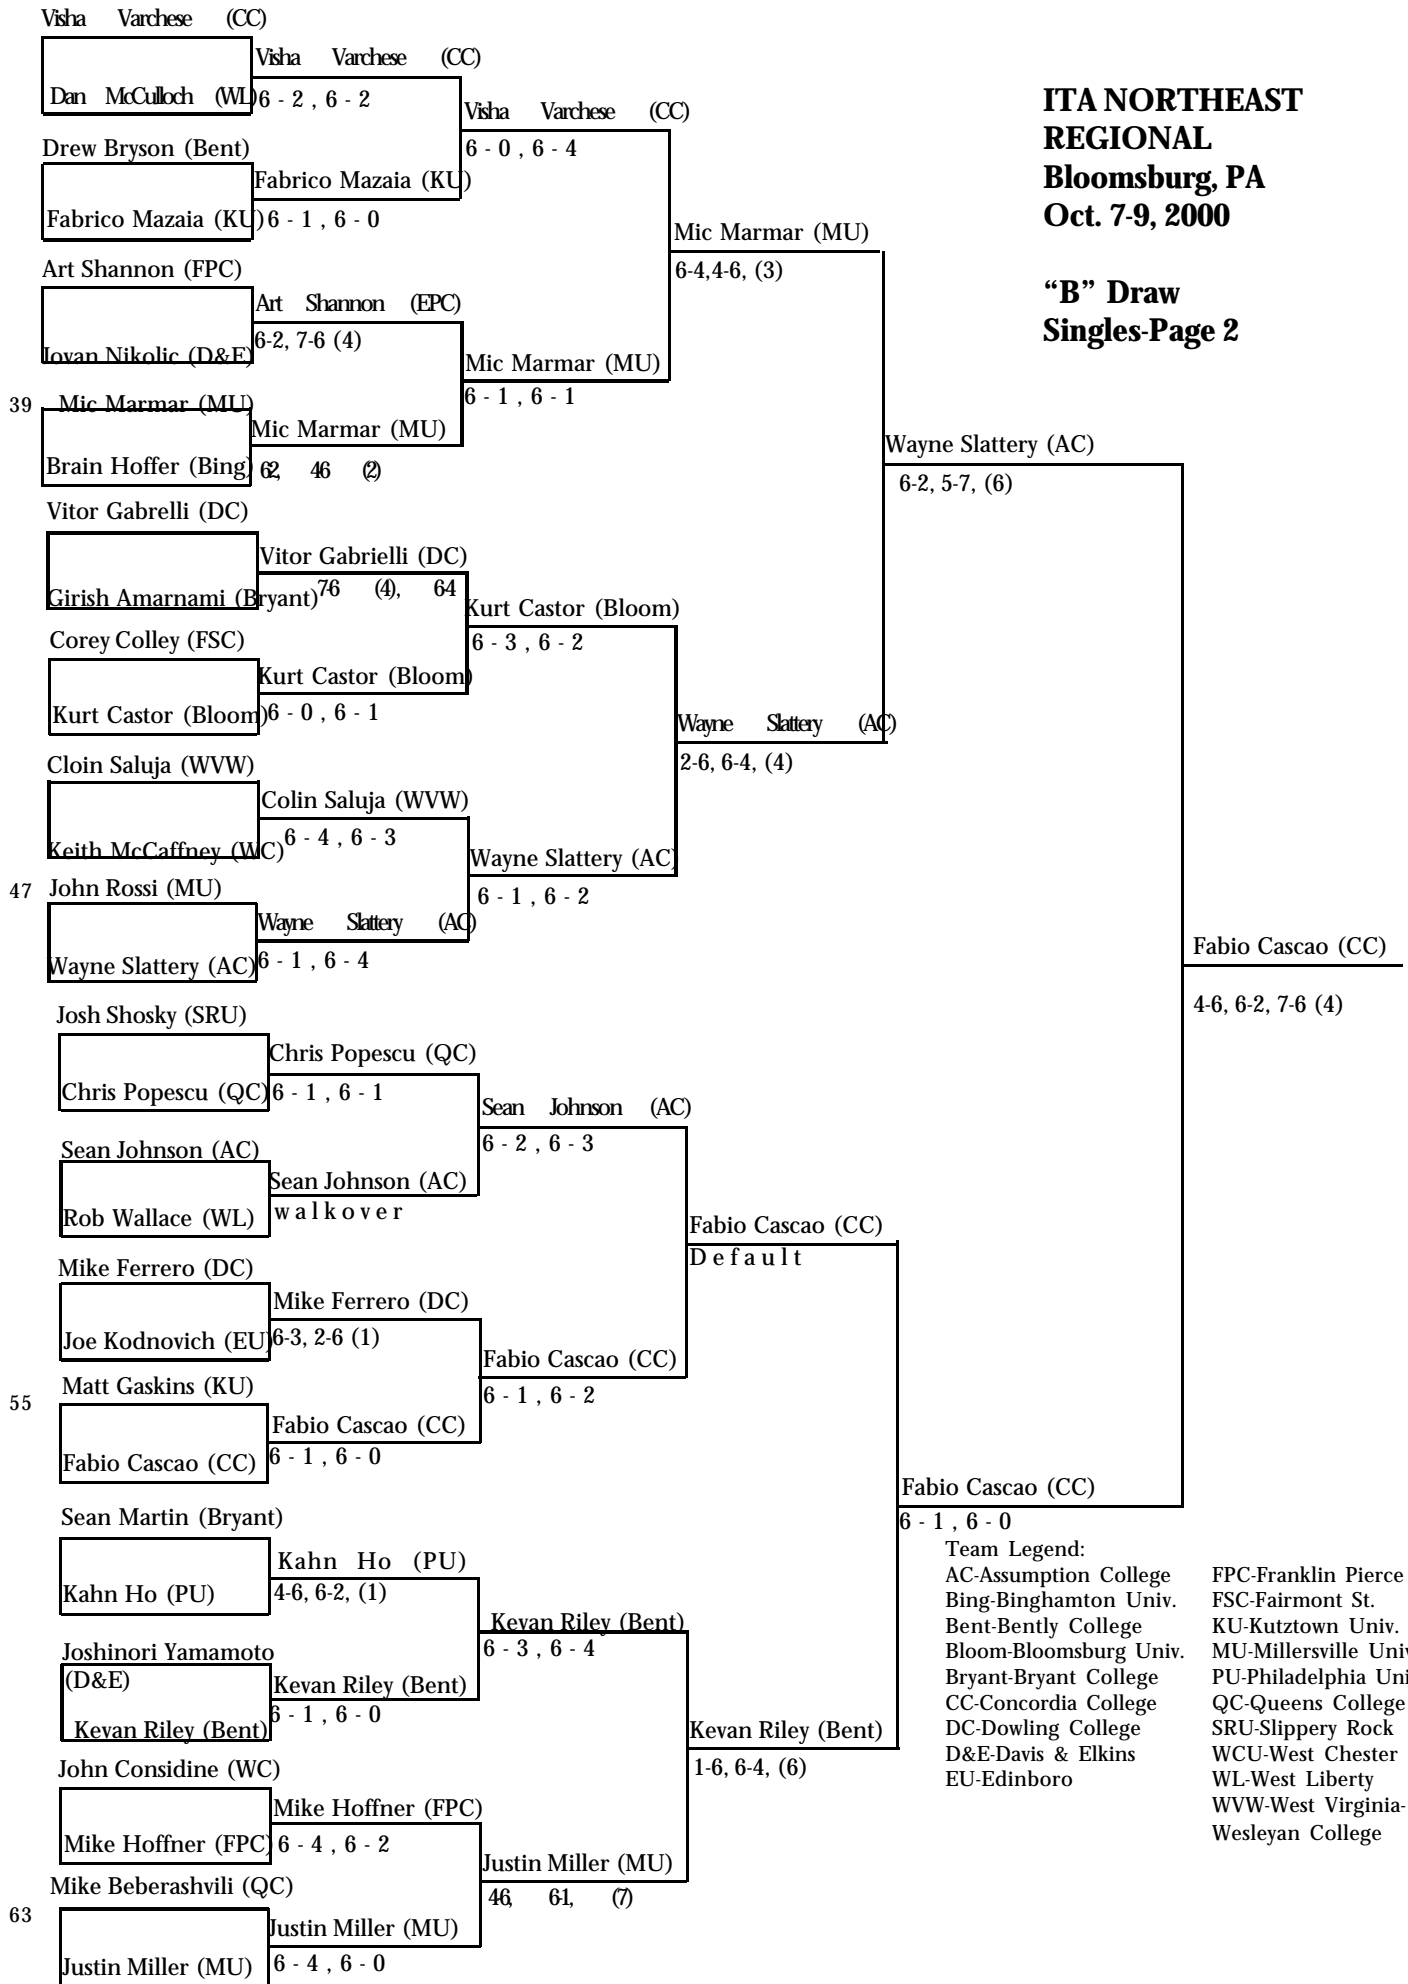 Visha Varchese (CC)
Visha Varchese (CC)
Dan McCulloch (WL)
6 - 2 , 6 - 2
Visha Varchese (CC)
6 - 0 , 6 - 4
Drew Bryson (Bent)
Fabrico Mazaia (KU)
Fabrico Mazaia (KU)
6 - 1 , 6 - 0
Mic Marmar (MU)
6-4,4-6, (3)
Art Shannon (FPC)
Art Shannon (EPC)
6-2, 7-6 (4)
Jovan Nikolic (D&E)
Mic Marmar (MU)
6 - 1 , 6 - 1
39 Mic Marmar (MU)
Mic Marmar (MU)
Brain Hoffer (Bing)
62, 46 (2)
ITA NORTHEAST
REGIONAL
Bloomsburg, PA
Oct. 7-9, 2000
“B” Draw
Singles-Page 2
Wayne Slattery (AC)
6-2, 5-7, (6)
Vitor Gabrelli (DC)
Vitor Gabrielli (DC)
76 (4), 64
Girish Amarnami (Bryant)
Kurt Castor (Bloom)
6 - 3 , 6 - 2
Corey Colley (FSC)
Kurt Castor (Bloom)
Kurt Castor (Bloom)
6 - 0 , 6 - 1
Wayne Slattery (AC)
2-6, 6-4, (4)
Cloin Saluja (WVW)
Colin Saluja (WVW)
6 - 4 , 6 - 3
Keith McCaffney (WC)
Wayne Slattery (AC)
6 - 1 , 6 - 2
47 John Rossi (MU)
Wayne Slattery (AC)
Wayne Slattery (AC)
6 - 1 , 6 - 4
Fabio Cascao (CC)
4-6, 6-2, 7-6 (4)
Josh Shosky (SRU)
Chris Popescu (QC)
Chris Popescu (QC)
6 - 1 , 6 - 1
Sean Johnson (AC)
6 - 2 , 6 - 3
Sean Johnson (AC)
Sean Johnson (AC)
Rob Wallace (WL)
walkover
Fabio Cascao (CC)
Default
Mike Ferrero (DC)
Mike Ferrero (DC)
Joe Kodnovich (EU)
6-3, 2-6 (1)
Fabio Cascao (CC)
6 - 1 , 6 - 2
55 Matt Gaskins (KU)
Fabio Cascao (CC)
Fabio Cascao (CC)
6 - 1 , 6 - 0
Fabio Cascao (CC)
6 - 1 , 6 - 0
Sean Martin (Bryant)
Kahn Ho (PU)
Kahn Ho (PU)
4-6, 6-2, (1)
Kevan Riley (Bent)
6 - 3 , 6 - 4
Joshinori Yamamoto
(D&E)
Kevan Riley (Bent)
Kevan Riley (Bent)
6 - 1 , 6 - 0
Kevan Riley (Bent)
1-6, 6-4, (6)
John Considine (WC)
Mike Hoffner (FPC)
Mike Hoffner (FPC)
6 - 4 , 6 - 2
Justin Miller (MU)
46, 61, (7)
Mike Beberashvili (QC)
63
Justin Miller (MU)
Justin Miller (MU)
6 - 4 , 6 - 0
Team Legend:
AC-Assumption College
Bing-Binghamton Univ.
Bent-Bently College
Bloom-Bloomsburg Univ.
Bryant-Bryant College
CC-Concordia College
DC-Dowling College
D&E-Davis & Elkins
EU-Edinboro
FPC-Franklin Pierce
FSC-Fairmont St.
KU-Kutztown Univ.
MU-Millersville Univ
PU-Philadelphia Uni
QC-Queens College
SRU-Slippery Rock
WCU-West Chester
WL-West Liberty
WVW-West Virginia-
Wesleyan College